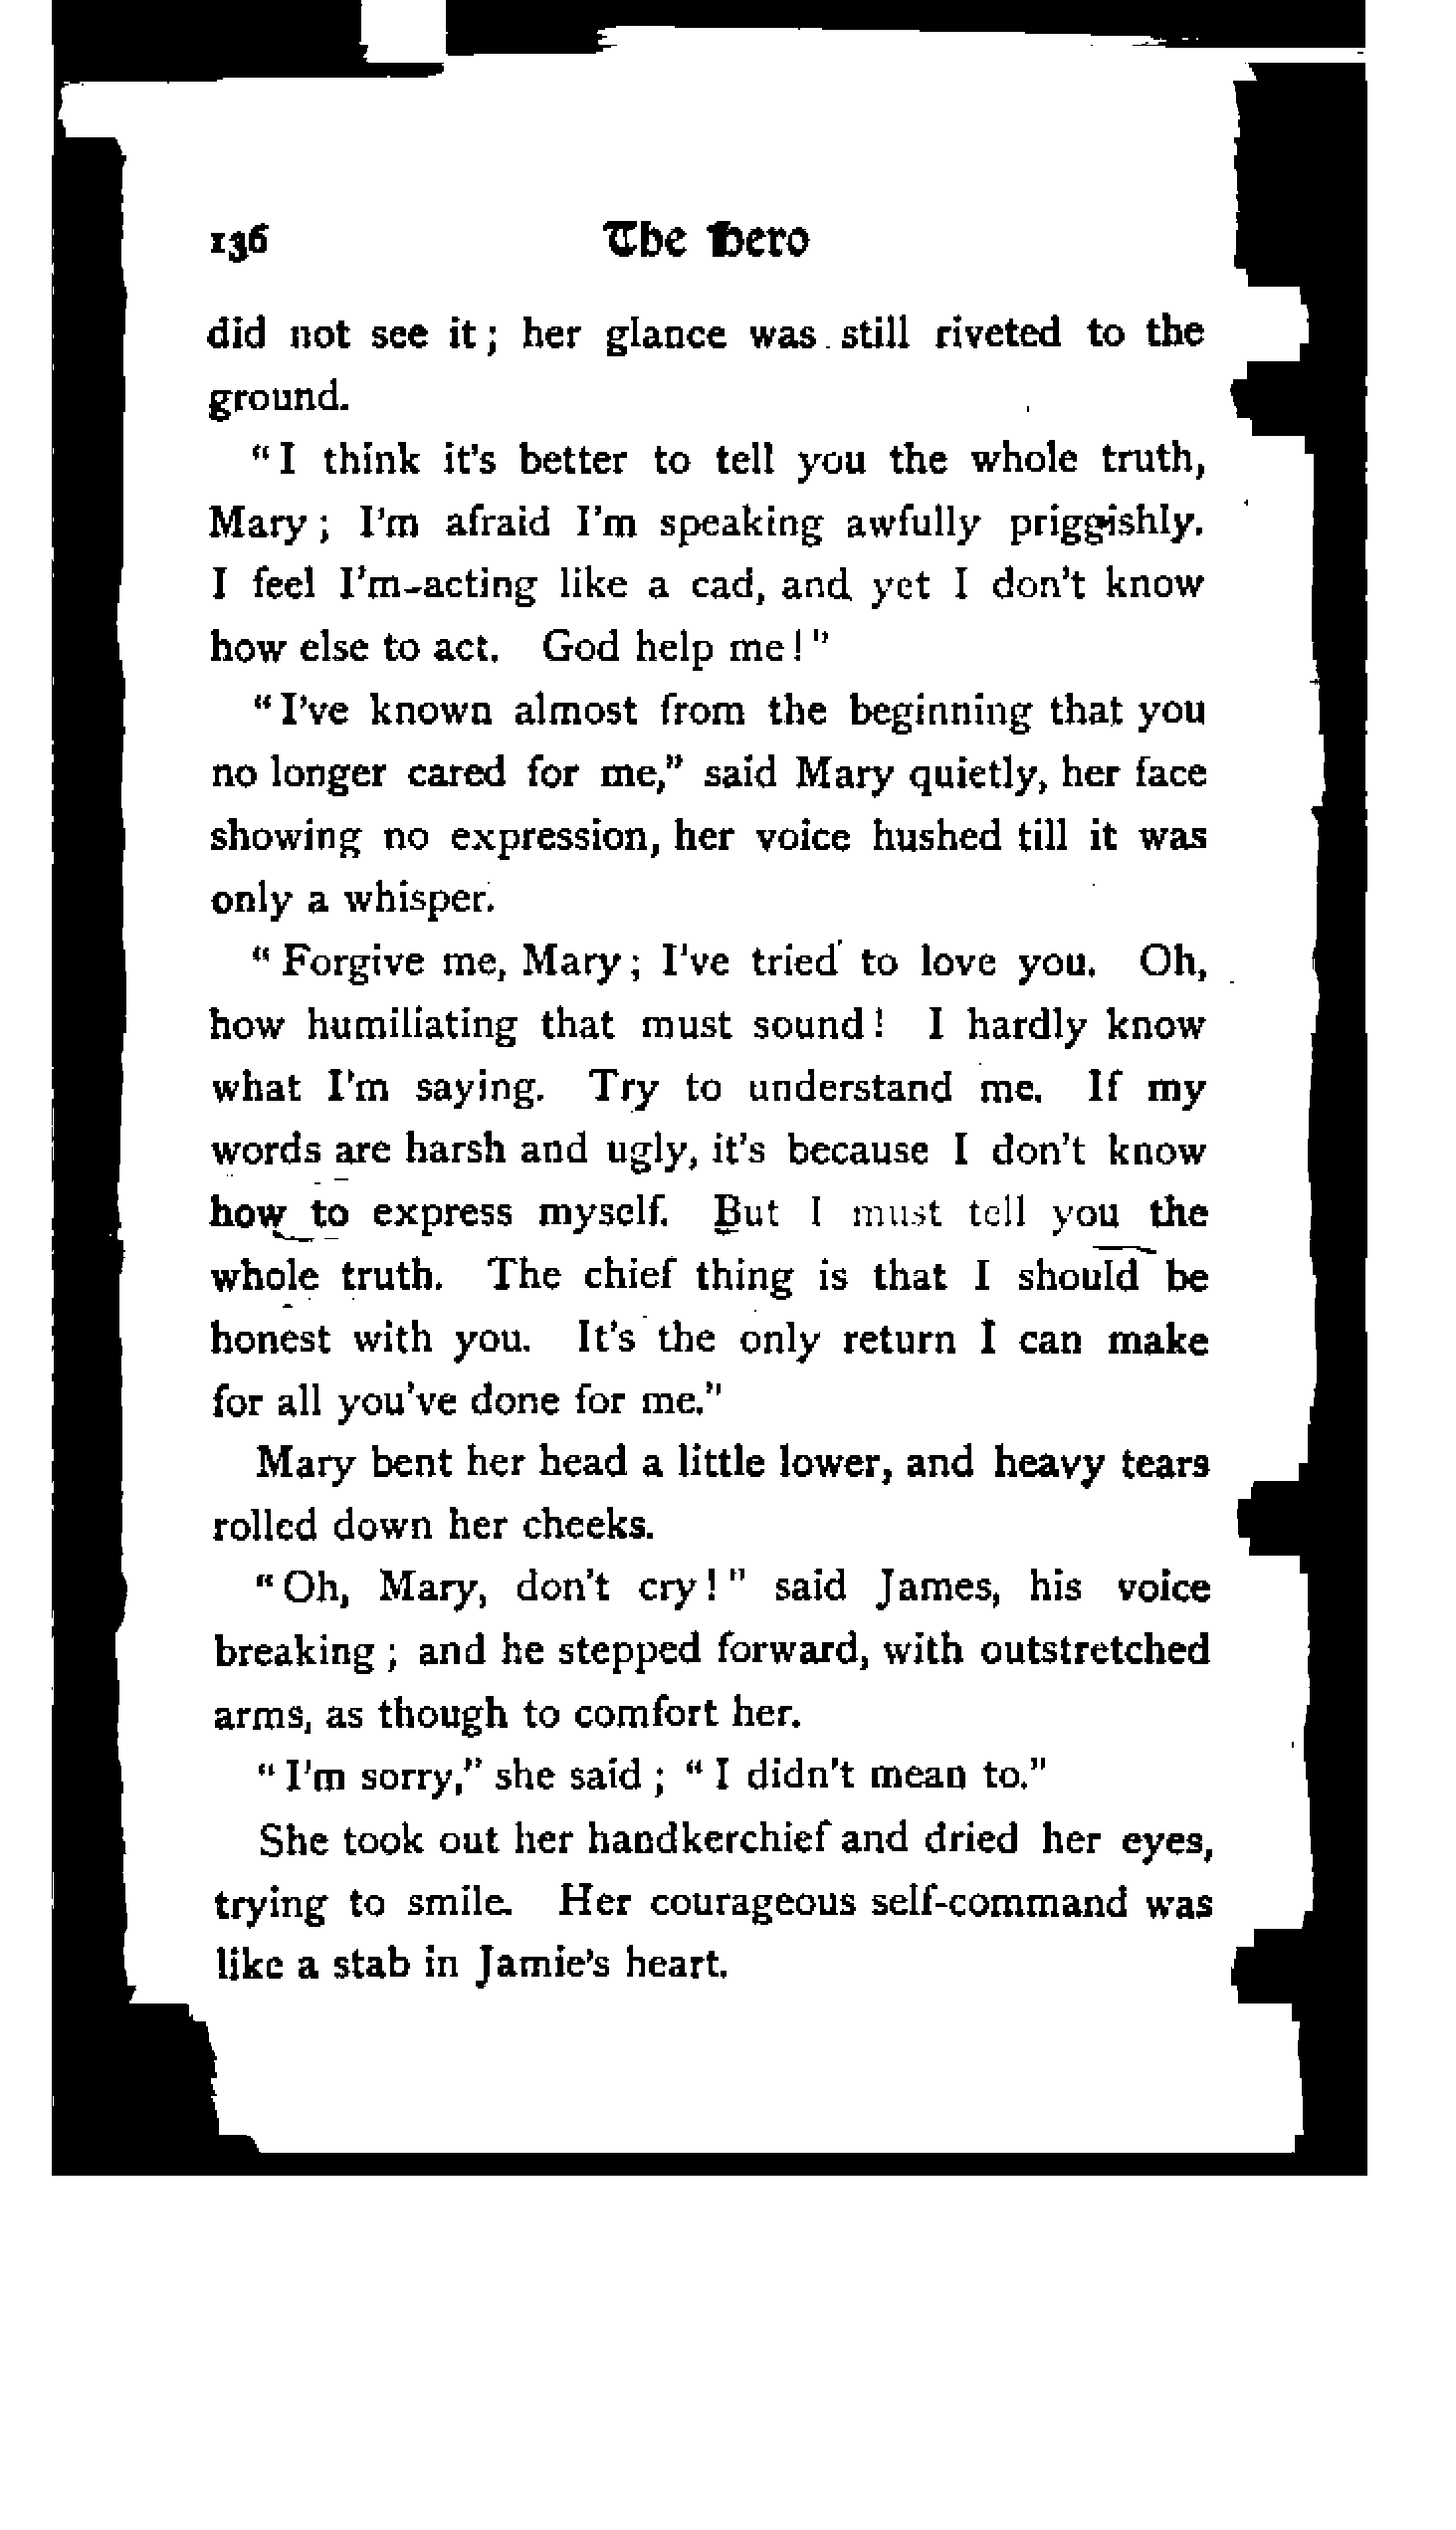 136 The Hero
did not see it; her glance was still riveted to the
ground.
"I think it's better to tell you the whole truth,
Mary; I'm afraid I'm speaking awfully priggishly.
I feel I'm acting like a cad, and yet I don't know
how else to act. God help me!"
"I've known almost from the beginning that you
no longer cared for me," said Mary quietly, her face
showing no expression, her voice hushed till it was
only a whisper.
"Forgive me, Mary; I've tried to love you. Oh,
how humiliating that must sound! I hardly know
what I'm saying. Try to understand me. If my
words are harsh and ugly, it's because I don't know
how to express myself. But I must tell you the
whole truth. The chief thing is that I should be
honest with you. It's the only return I can make
for all you've done for me."
Mary bent her head a little lower, and heavy tears
rolled down her cheeks.
"Oh, Mary, don't cry!" said James, his voice
breaking; and he stepped forward, with outstretched
arms, as though to comfort her.
"I'm sorry," she said; "I didn't mean to."
She took out her handkerchief and dried her eyes,
trying to smile. Her courageous self-command was
like a stab in Jamie's heart.